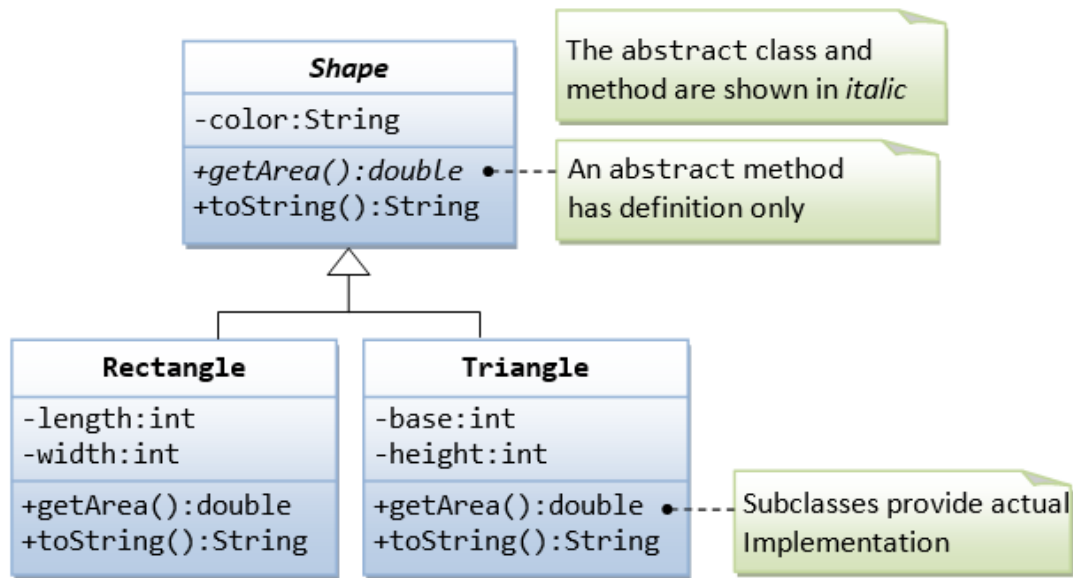 Shape
-color:String
+getArea():double
+toString():String
The abstract class and
method are shown in italic
An abstract method
has definition only
Rectangle
-length:int
-width:int
+getArea():double
+toString():String
Triangle
-base:int
-height:int
+getArea():double
+toString():String
Subclasses provide actual
Implementation